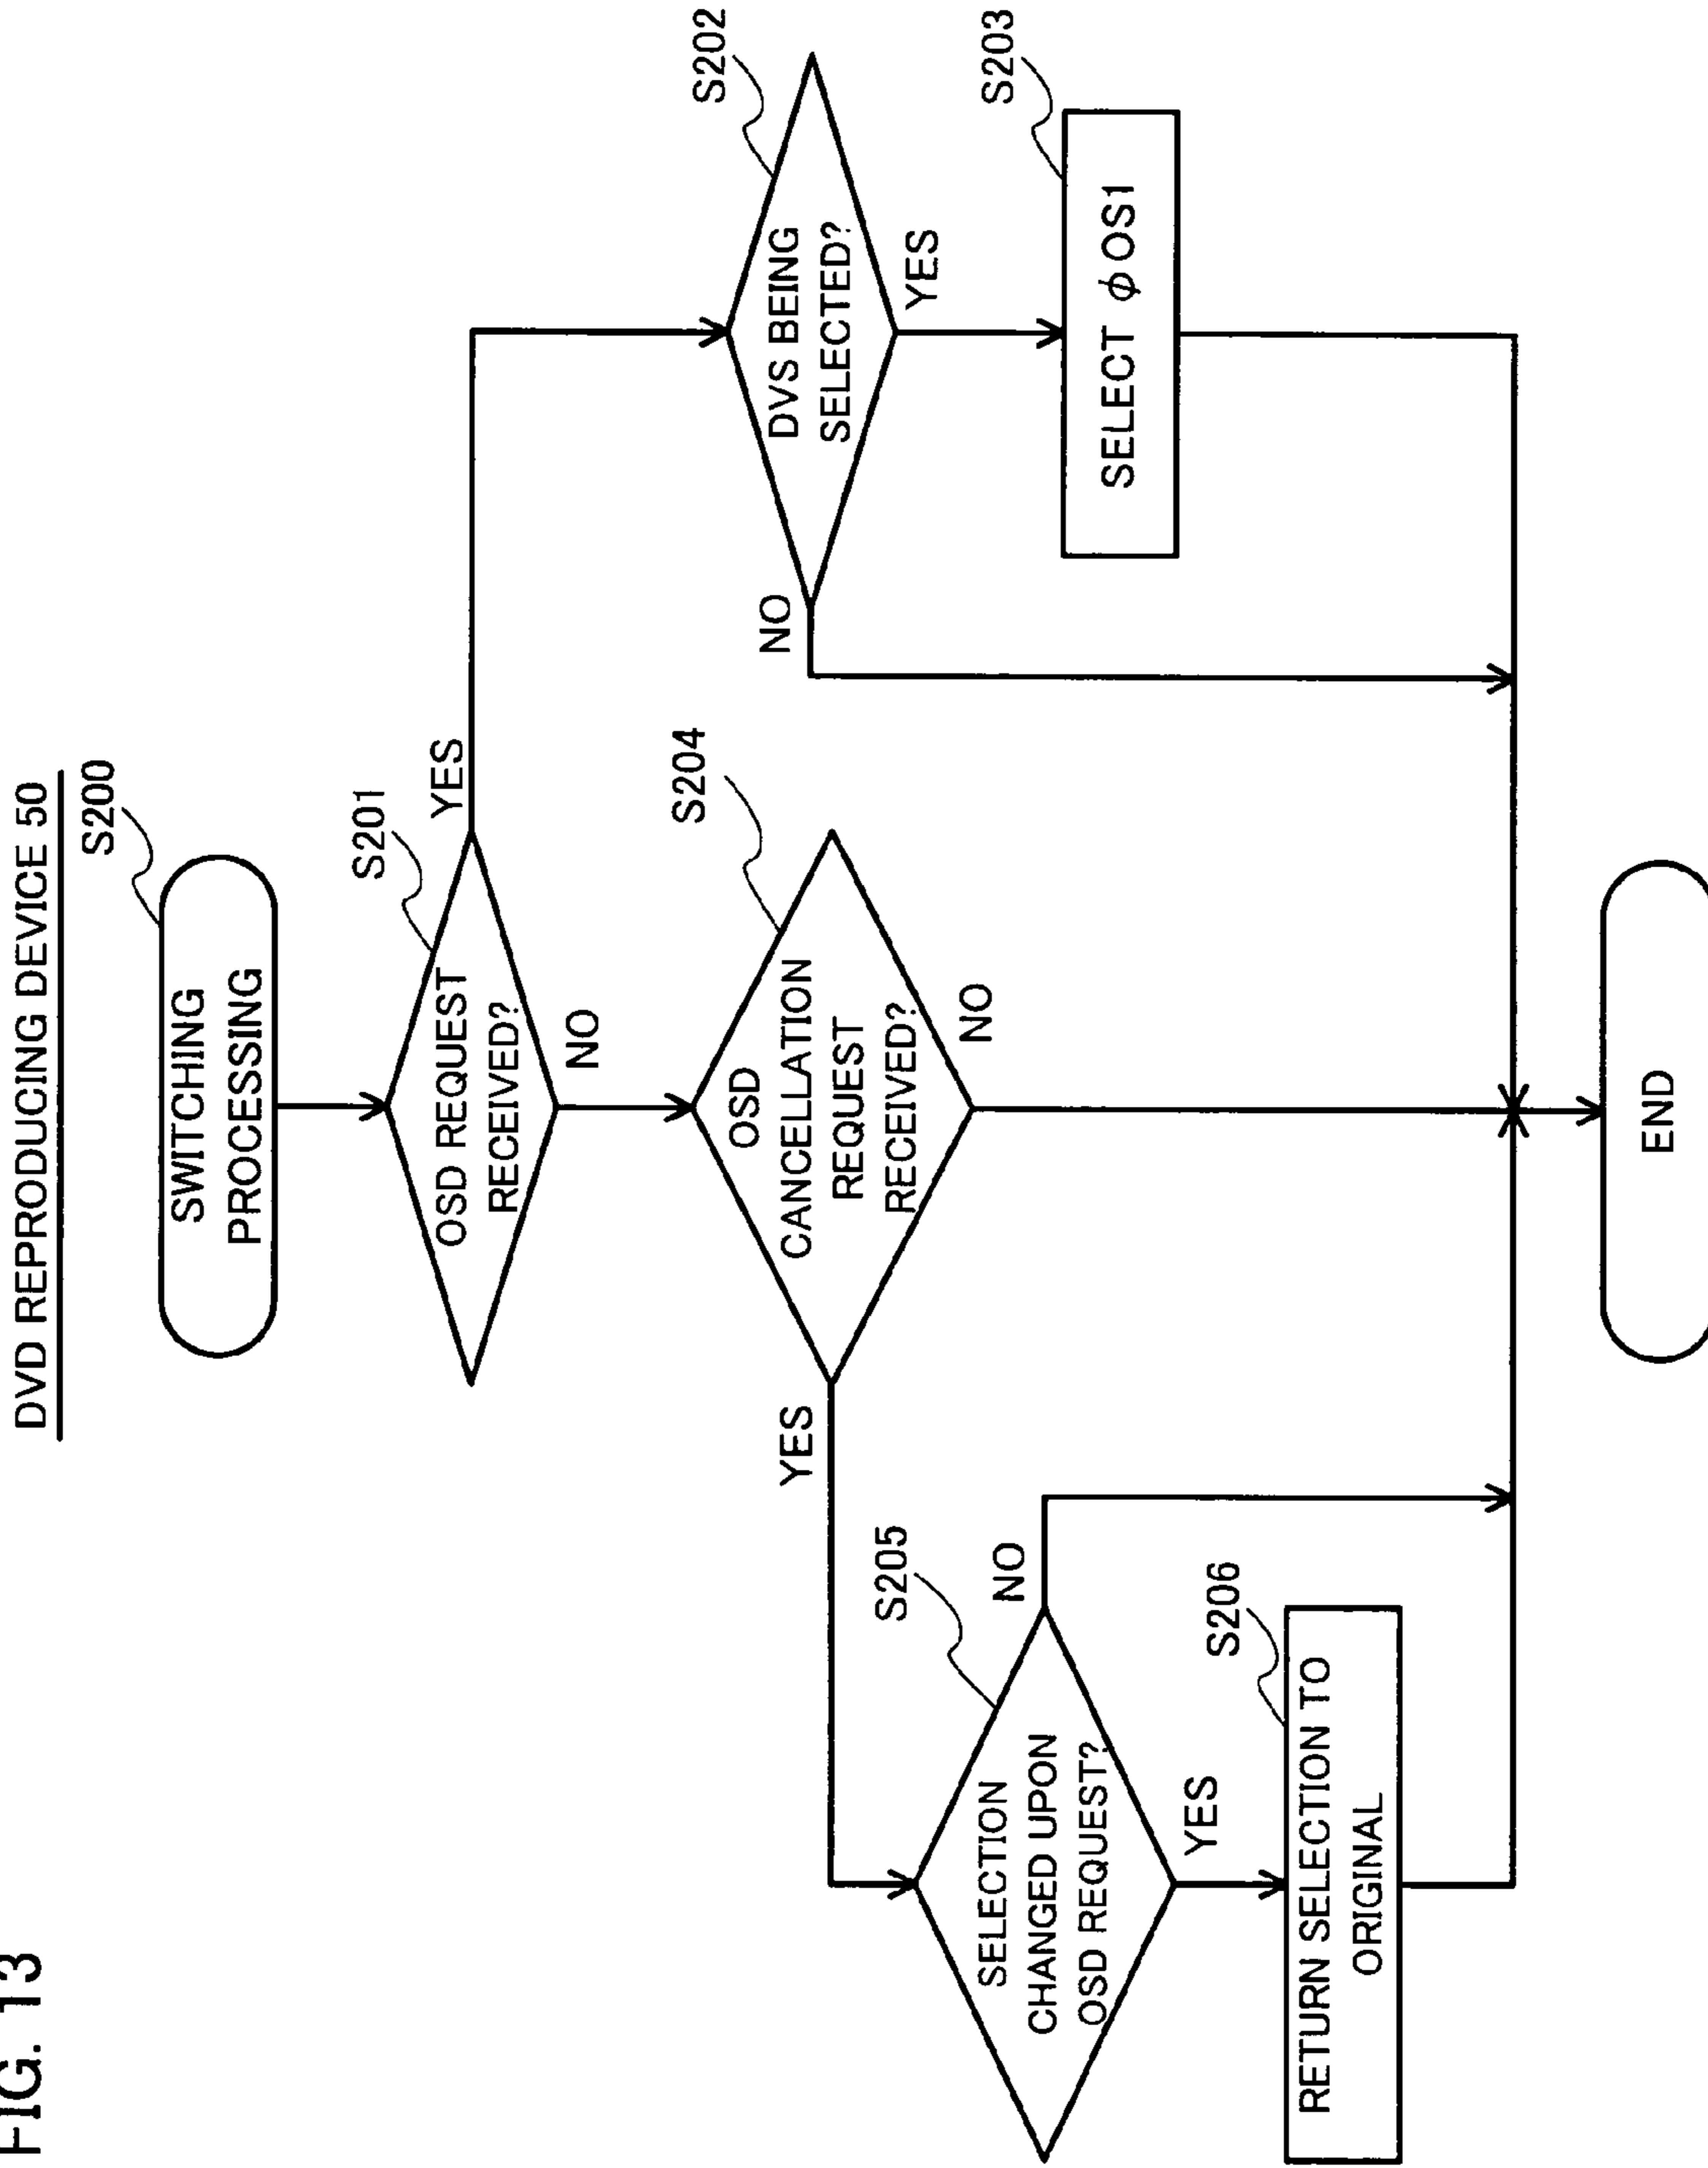 FIG. 13
DVD REPRODUCING DEVICE 50
S200
SWITCHING
PROCESSING
S201
OSD REQUEST
RECEIVED?
YES
NO
S202
DVS BEING
SELECTED?
NO
YES
S203
SELECT φOS1
S204
OSD
CANCELLATION
REQUEST
RECEIVED?
YES
NO
S205
SELECTION
CHANGED UPON
OSD REQUEST?
NO
YES
S206
RETURN SELECTION TO
ORIGINAL
END